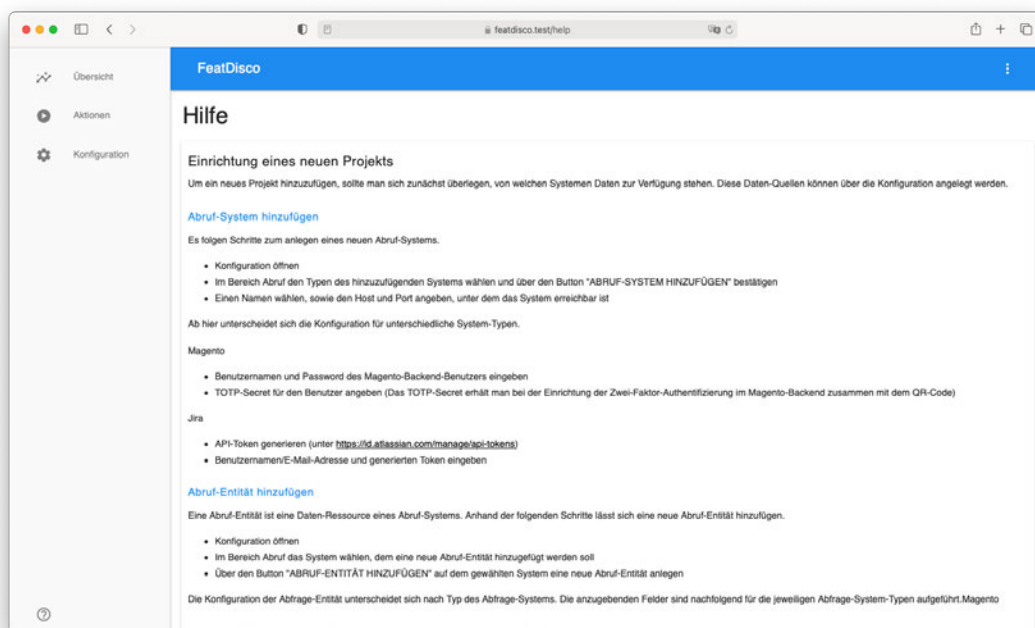 featdisco.test/help
FeatDisco
Übersicht
Aktionen
Konfiguration
Hilfe
Einrichtung eines neuen Projekts
Um ein neues Projekt hinzuzufügen, sollte man sich zunächst überlegen, von welchen Systemen Daten zur Verfügung stehen. Diese Daten-Quellen können über die Konfiguration angelegt werden.
Abruf-System hinzufügen
Es folgen Schritte zum anlegen eines neuen Abruf-Systems.
• Konfiguration öffnen
• Im Bereich Abruf den Typen des hinzuzufügenden Systems wählen und über den Button "ABRUF-SYSTEM HINZUFÜGEN" bestätigen
• Einen Namen wählen, sowie den Host und Port angeben, unter dem das System erreichbar ist
Ab hier unterscheidet sich die Konfiguration für unterschiedliche System-Typen.
Magento
• Benutzernamen und Password des Magento-Backend-Benutzers eingeben
• TOTP-Secret für den Benutzer angeben (Das TOTP-Secret erhält man bei der Einrichtung der Zwei-Faktor-Authentifizierung im Magento-Backend zusammen mit dem QR-Code)
Jira
• API-Token generieren (unter https://id.atlassian.com/manage/api-tokens)
• Benutzernamen/E-Mail-Adresse und generierten Token eingeben
Abruf-Entität hinzufügen
Eine Abruf-Entität ist eine Daten-Ressource eines Abruf-Systems. Anhand der folgenden Schritte lässt sich eine neue Abruf-Entität hinzufügen.
• Konfiguration öffnen
• Im Bereich Abruf das System wählen, dem eine neue Abruf-Entität hinzugefügt werden soll
• Über den Button "ABRUF-ENTITÄT HINZUFÜGEN" auf dem gewählten System eine neue Abruf-Entität anlegen
Die Konfiguration der Abfrage-Entität unterscheidet sich nach Typ des Abfrage-Systems. Die anzugebenden Felder sind nachfolgend für die jeweiligen Abfrage-System-Typen aufgeführt.Magento